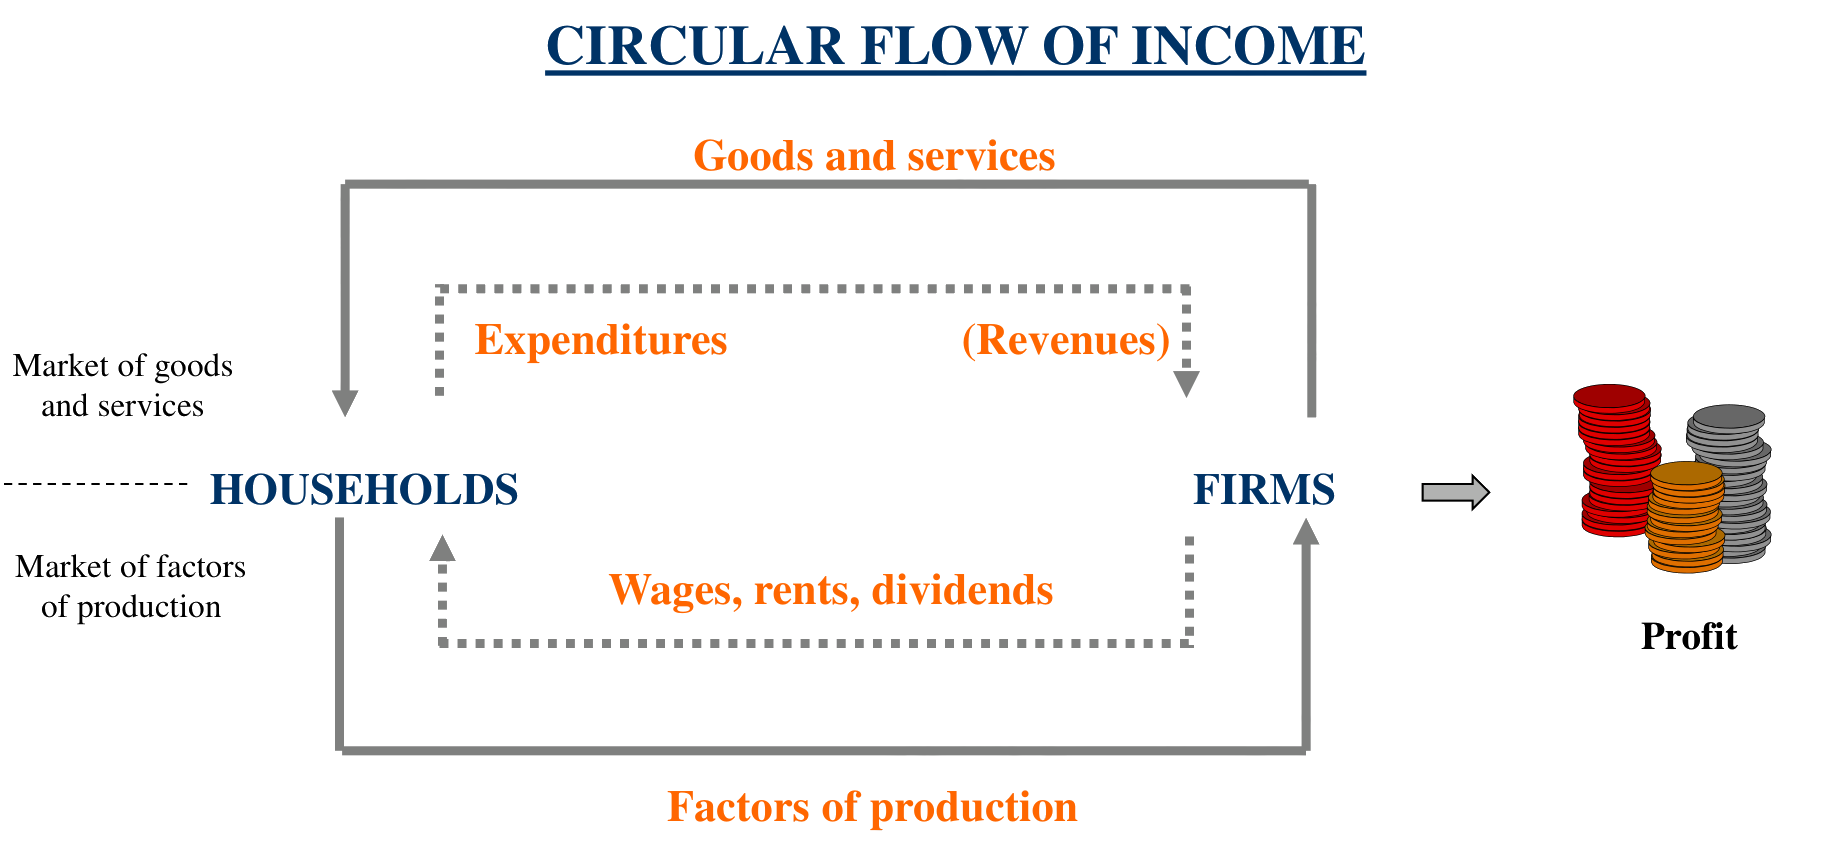 CIRCULAR FLOW OF INCOME
Goods and services
Expenditures
(Revenues)
Market of goods
and services
HOUSEHOLDS
FIRMS
Market of factors
of production
Wages, rents, dividends
Profit
Factors of production